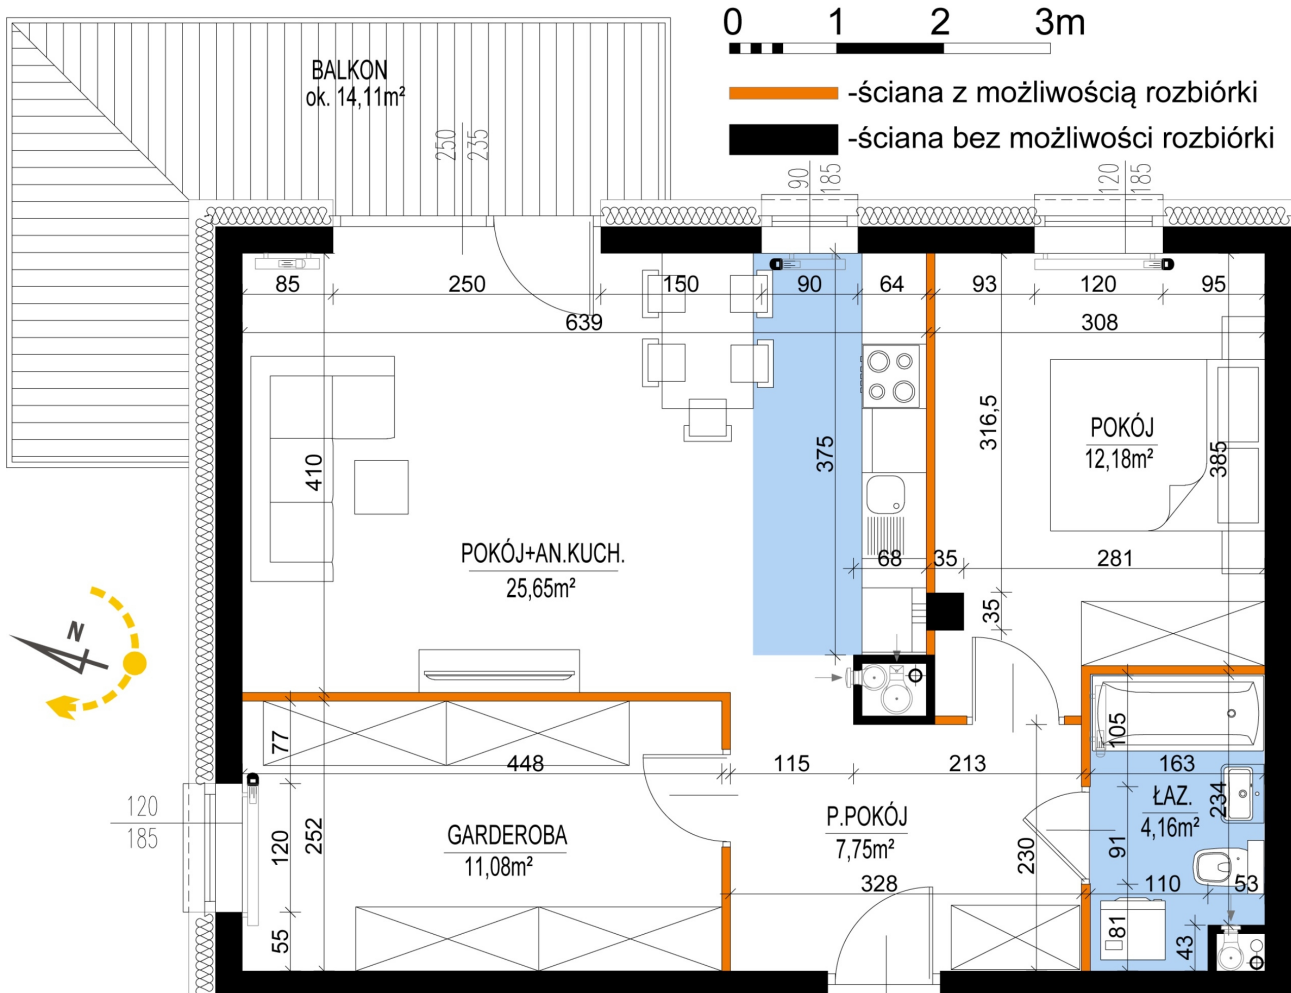 0 1 2 3m
-ściana z możliwością rozbiórki
-ściana bez możliwości rozbiórki
BALKON
ok. 14,11m²
250
235
90
185
120
185
85 250 150 90 64 93 120 95
639 308
316,5
410
375
385
POKÓJ
12,18m²
POKÓJ+AN.KUCH.
25,65m²
68 35 281
35
N
77
448 115 213 163
105
234
120
185
120
252
GARDEROBA
11,08m²
P.POKÓJ
7,75m²
ŁAZ.
4,16m²
230
91
328 110 53
55
81
43